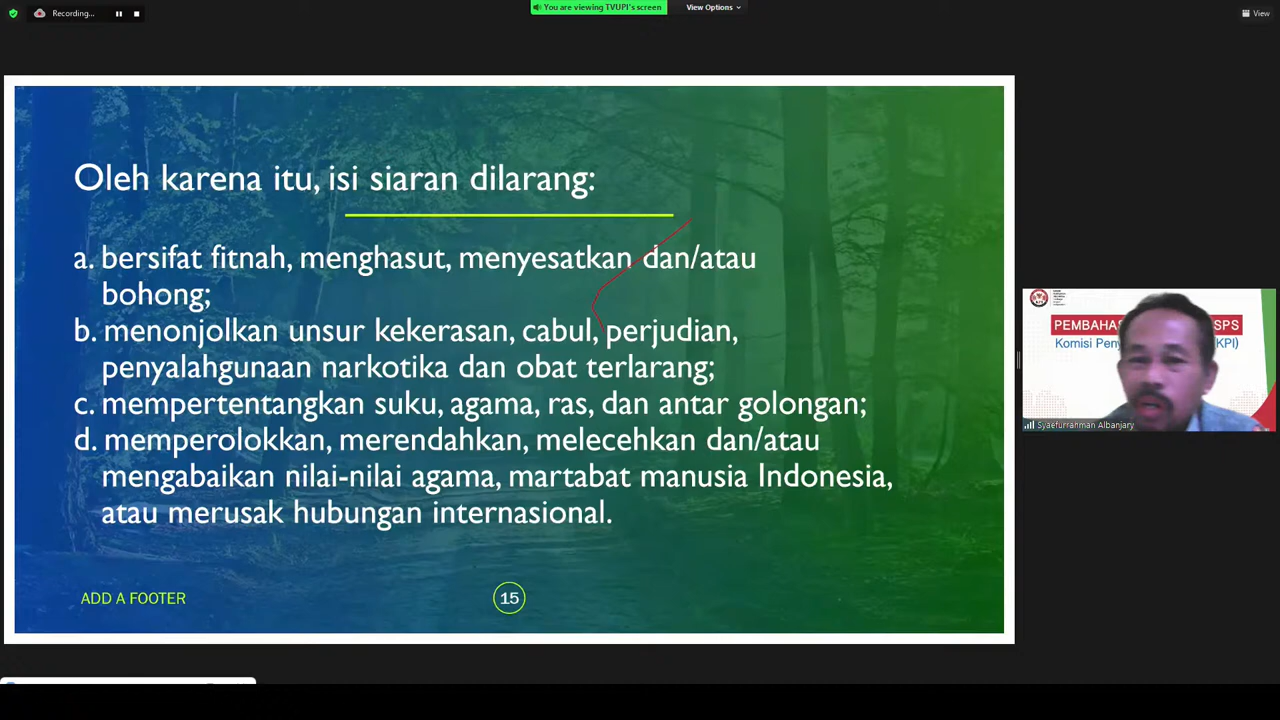 Recording...
You are viewing TVUPI's screen
View Options
View
Oleh karena itu, isi siaran dilarang:
a. bersifat fitnah, menghasut, menyesatkan dan/atau
bohong;
b. menonjolkan unsur kekerasan, cabul, perjudian,
penyalahgunaan narkotika dan obat terlarang;
c. mempertentangkan suku, agama, ras, dan antar golongan;
d. memperolokkan, merendahkan, melecehkan dan/atau
mengabaikan nilai-nilai agama, martabat manusia Indonesia,
atau merusak hubungan internasional.
ADD A FOOTER
15
PEMBAHAS SPS
Komisi Peny KPI)
Syaefurrahman Albanjary